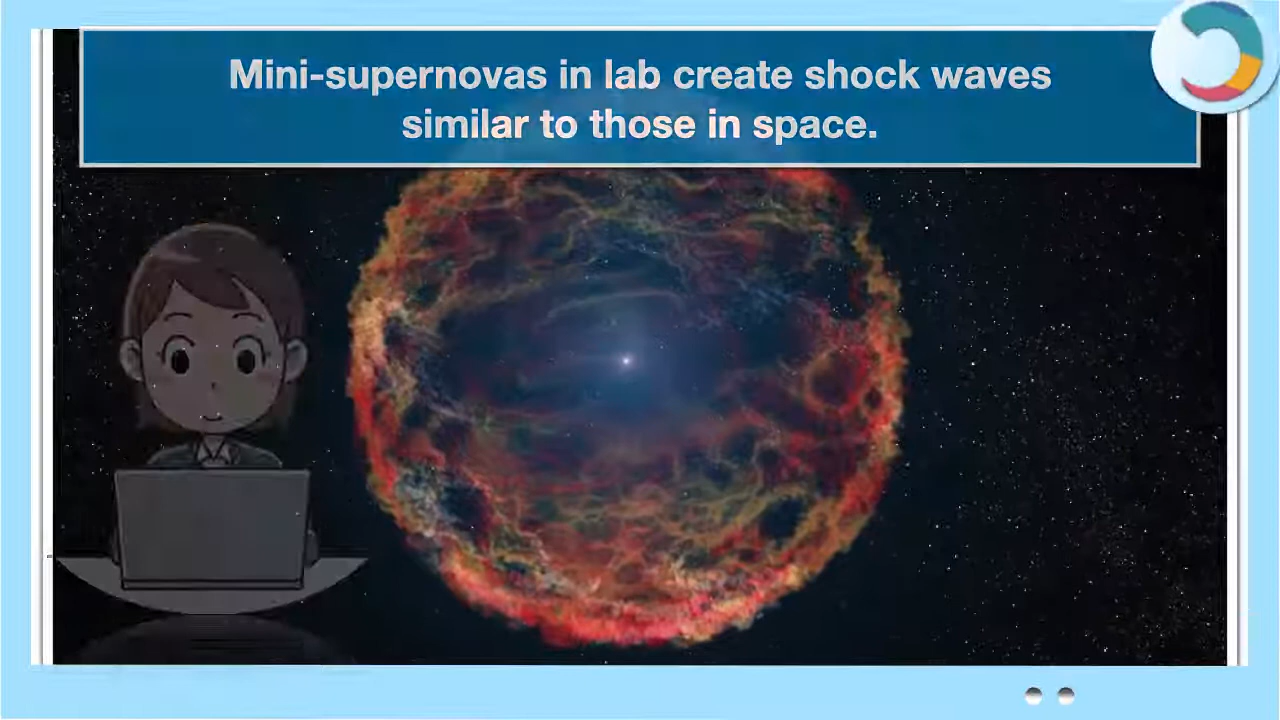 Mini-supernovas in lab create shock waves
similar to those in space.